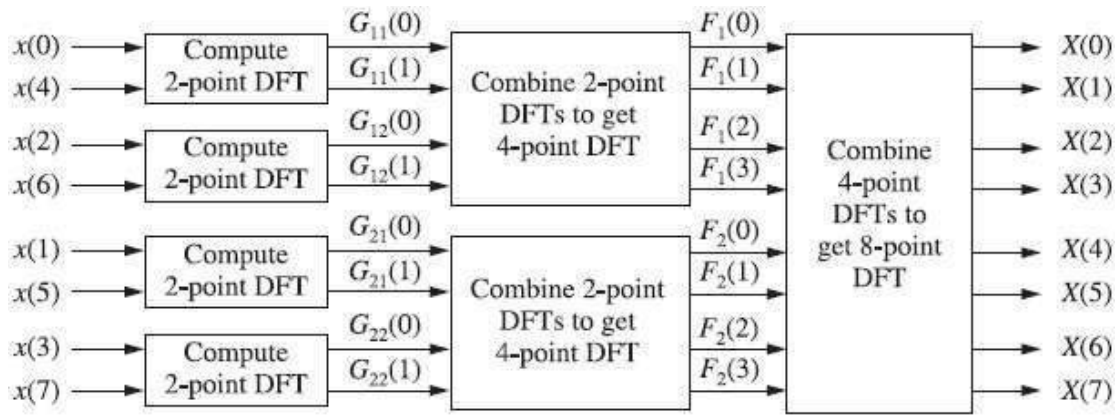 x(0)
x(4)
x(2)
x(6)
x(1)
x(5)
x(3)
x(7)
Compute
2-point DFT
Compute
2-point DFT
Compute
2-point DFT
Compute
2-point DFT
G11(0)
G11(1)
G12(0)
G12(1)
G21(0)
G21(1)
G22(0)
G22(1)
Combine 2-point
DFTs to get
4-point DFT
Combine 2-point
DFTs to get
4-point DFT
F1(0)
F1(1)
F1(2)
F1(3)
F2(0)
F2(1)
F2(2)
F2(3)
Combine
4-point
DFTs to
get 8-point
DFT
X(0)
X(1)
X(2)
X(3)
X(4)
X(5)
X(6)
X(7)